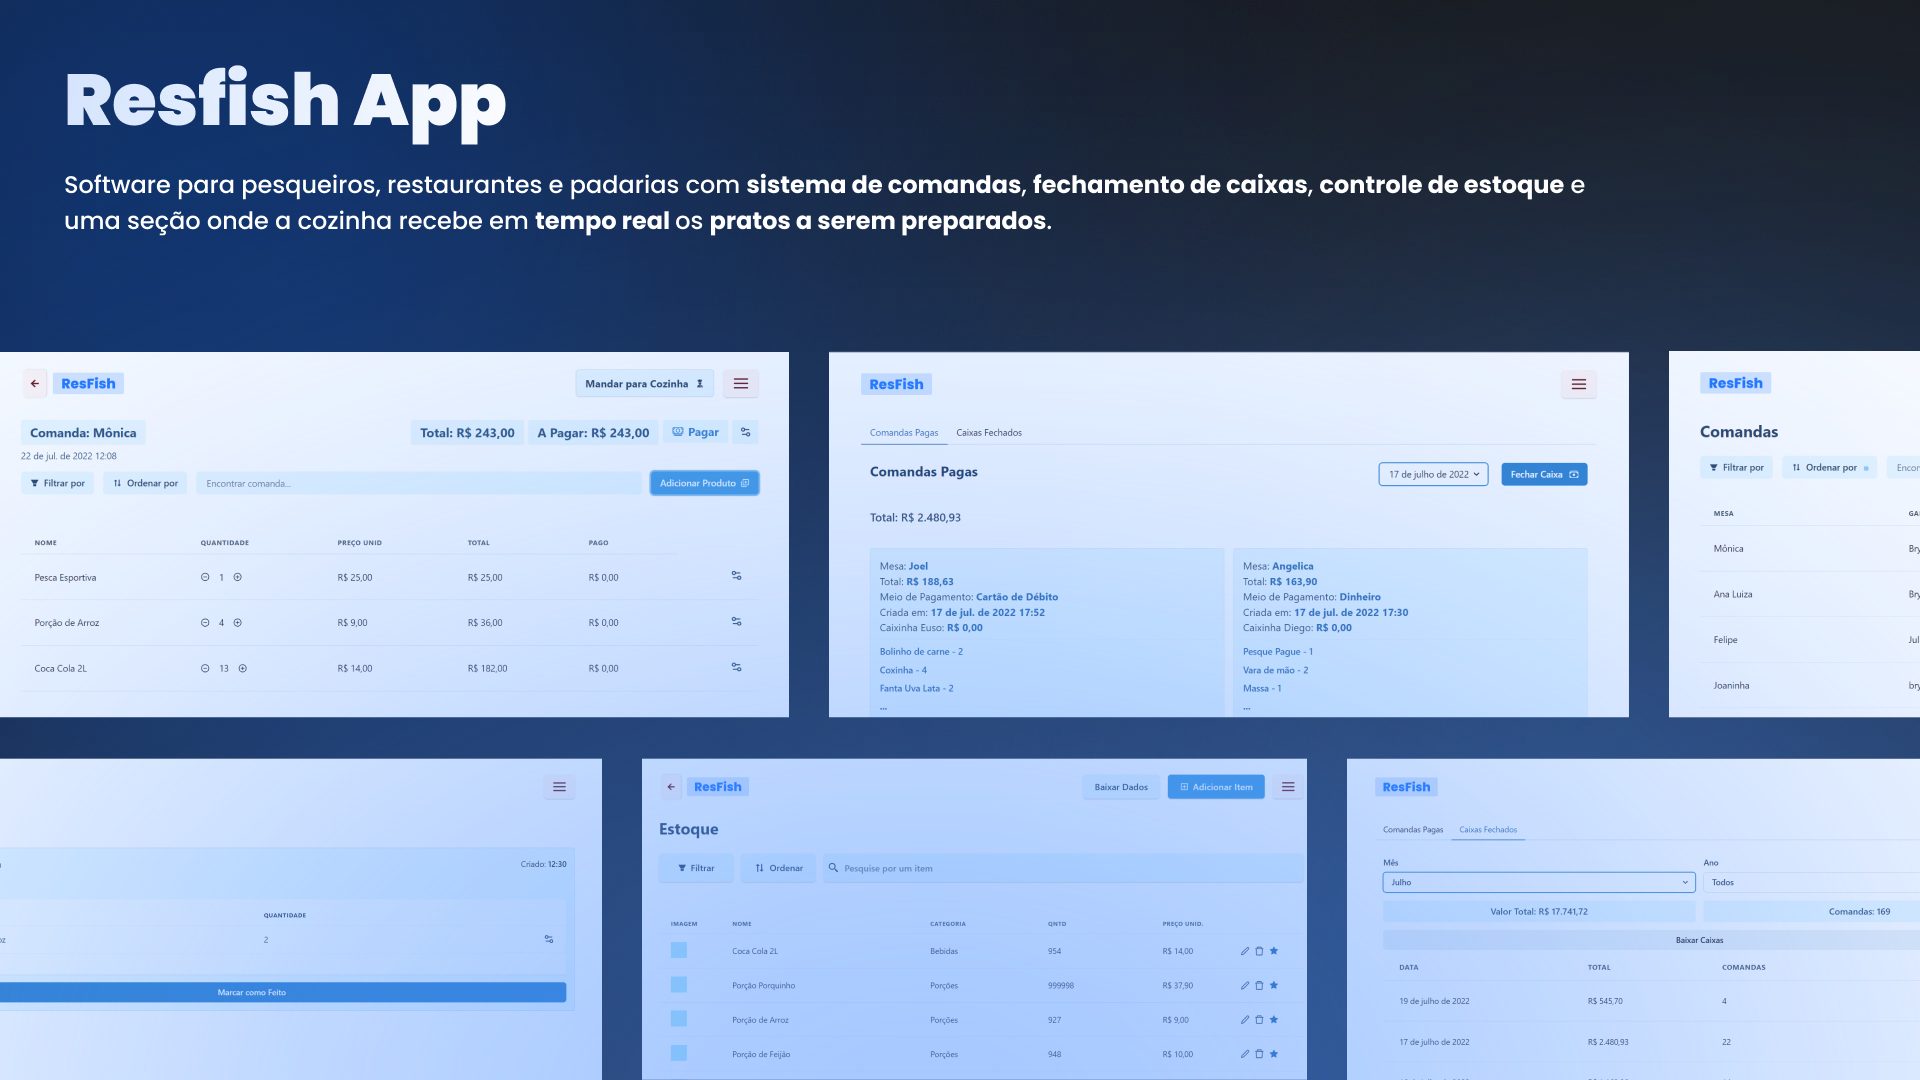 Resfish App
Software para pesqueiros, restaurantes e padarias com sistema de comandas, fechamento de caixas, controle de estoque e
uma seção onde a cozinha recebe em tempo real os pratos a serem preparados.
ResFish
Mandar para Cozinha
Comanda: Mônica
Total: R$ 243,00 A Pagar: R$ 243,00 Pagar
22 de jul. de 2022 12:08
Filtrar por Ordenar por Encontrar comanda... Adicionar Produto
NOME QUANTIDADE PREÇO UNID TOTAL PAGO
Pesca Esportiva 1 R$ 25,00 R$ 25,00 R$ 0,00
Porção de Arroz 4 R$ 9,00 R$ 36,00 R$ 0,00
Coca Cola 2L 13 R$ 14,00 R$ 182,00 R$ 0,00
ResFish
Comandas Pagas Caixas Fechados
Comandas Pagas
17 de julho de 2022 Fechar Caixa
Total: R$ 2.480,93
Mesa: Joel
Total: R$ 188,63
Meio de Pagamento: Cartão de Débito
Criada em: 17 de jul. de 2022 17:52
Caixinha Euso: R$ 0,00
Bolinho de carne - 2
Coxinha - 4
Fanta Uva Lata - 2
...
Mesa: Angelica
Total: R$ 163,90
Meio de Pagamento: Dinheiro
Criada em: 17 de jul. de 2022 17:30
Caixinha Diego: R$ 0,00
Pesque Pague - 1
Vara de mão - 2
Massa - 1
...
ResFish
Comandas
Filtrar por Ordenar por Encor
MESA GA
Mônica Bry
Ana Luiza Bry
Felipe Jul
Joaninha bry
Criado: 12:30
QUANTIDADE
oz 2
Marcar como Feito
ResFish
Baixar Dados Adicionar Item
Estoque
Filtrar Ordenar Pesquise por um item
IMAGEM NOME CATEGORIA QNTD PREÇO UNID.
Coca Cola 2L Bebidas 954 R$ 14,00
Porção Porquinho Porções 999998 R$ 37,90
Porção de Arroz Porções 927 R$ 9,00
Porção de Feijão Porções 948 R$ 10,00
ResFish
Comandas Pagas Caixas Fechados
Mês Ano
Julho Todos
Valor Total: R$ 17.741,72 Comandas: 169
Baixar Caixas
DATA TOTAL COMANDAS
19 de julho de 2022 R$ 545,70 4
17 de julho de 2022 R$ 2.480,93 22